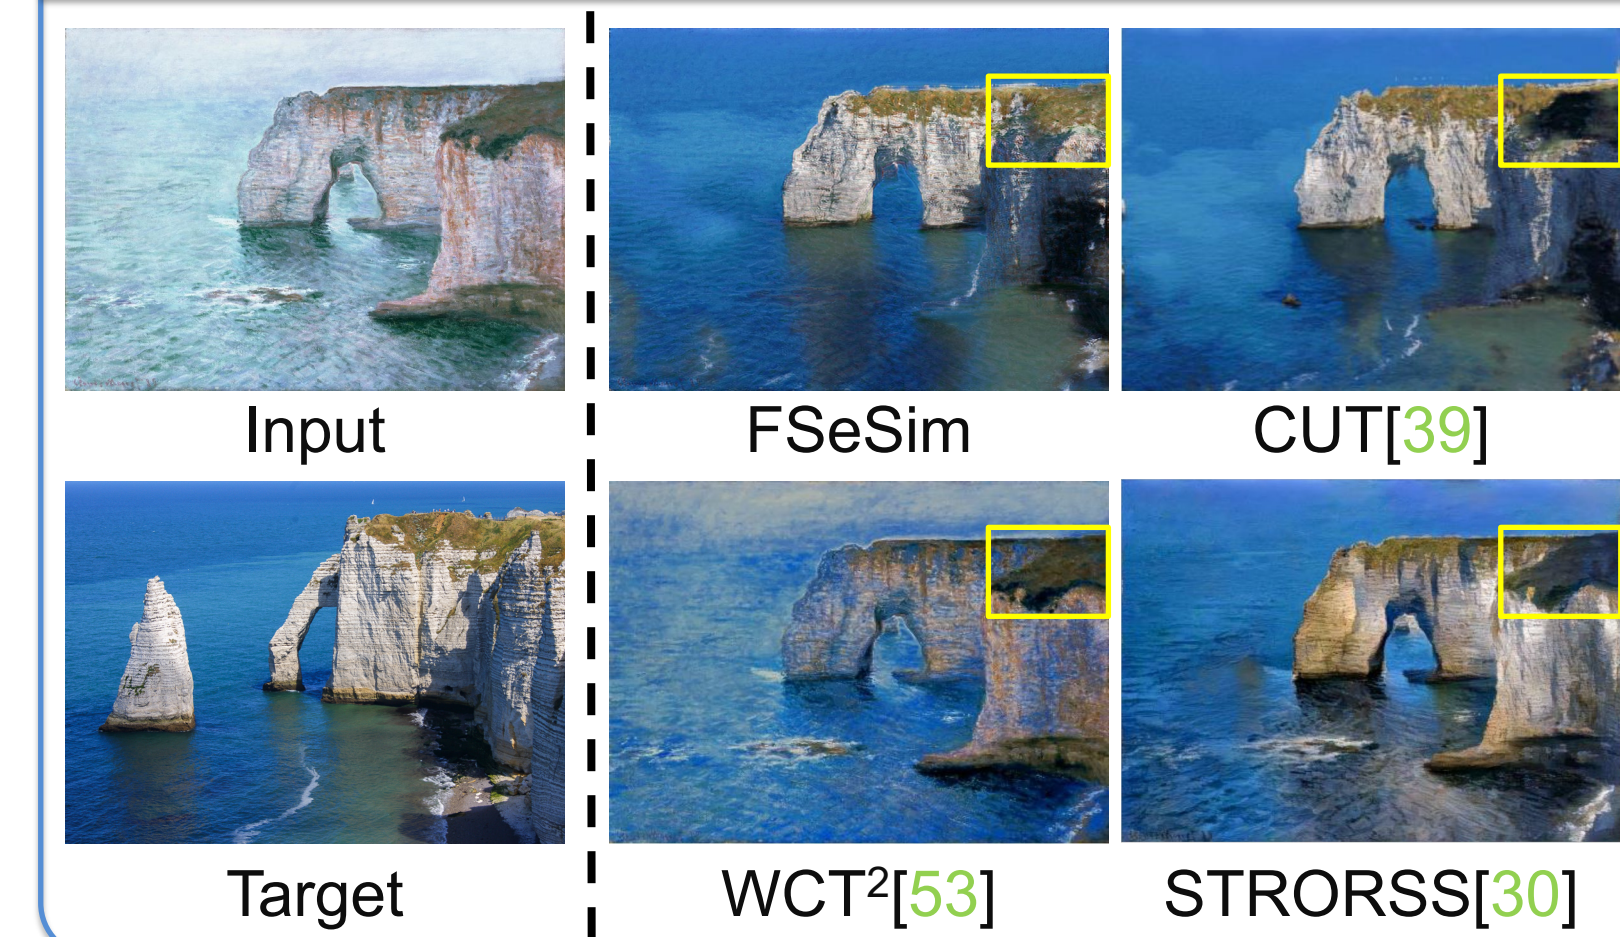 Input
FSeSim
CUT[39]
Target
WCT²[53]
STRORSS[30]